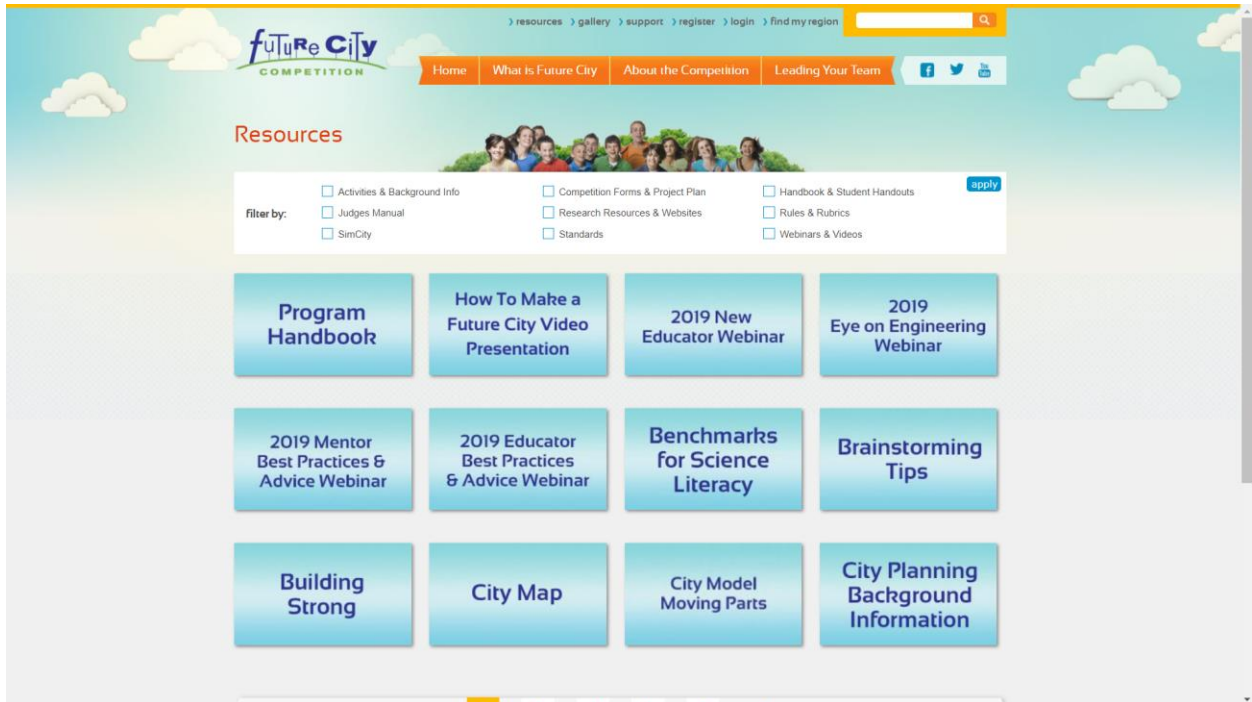 resources gallery support register login find my region
fuTuRe CiTy
COMPETITION
Home What is Future City About the Competition Leading Your Team
f
You Tube
Resources
apply
filter by:
Activities & Background Info Competition Forms & Project Plan Handbook & Student Handouts
Judges Manual Research Resources & Websites Rules & Rubrics
SimCity Standards Webinars & Videos
Program
Handbook
How To Make a
Future City Video
Presentation
2019 New
Educator Webinar
2019
Eye on Engineering
Webinar
2019 Mentor
Best Practices &
Advice Webinar
2019 Educator
Best Practices
& Advice Webinar
Benchmarks
for Science
Literacy
Brainstorming
Tips
Building
Strong
City Map
City Model
Moving Parts
City Planning
Background
Information